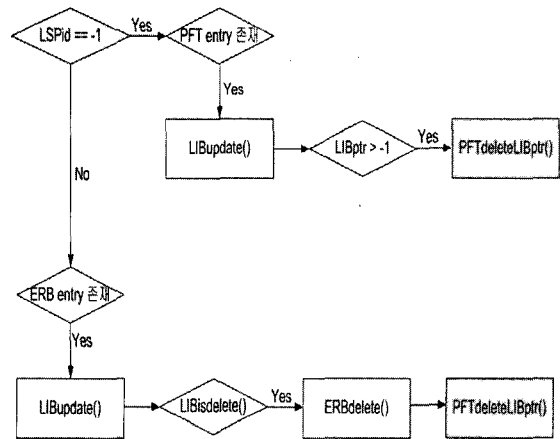 LSPid == -1
Yes
PFT entry 존재
Yes
LIBupdate()
LIBptr > -1
Yes
PFTdeleteLIBptr()
No
ERB entry 존재
Yes
LIBupdate()
LIBisdelete()
Yes
ERBdelete()
PFTdeleteLIBptr()